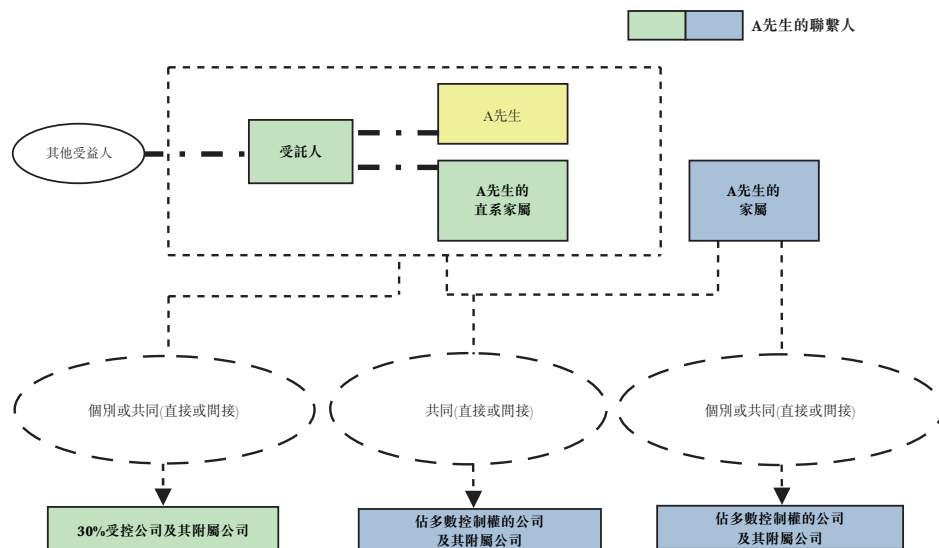 A先生的聯繫人
A先生
其他受益人
受託人
A先生的
直系家屬
A先生的
家屬
個別或共同(直接或間接)
共同(直接或間接)
個別或共同(直接或間接)
30%受控公司及其附屬公司
佔多數控制權的公司
及其附屬公司
佔多數控制權的公司
及其附屬公司